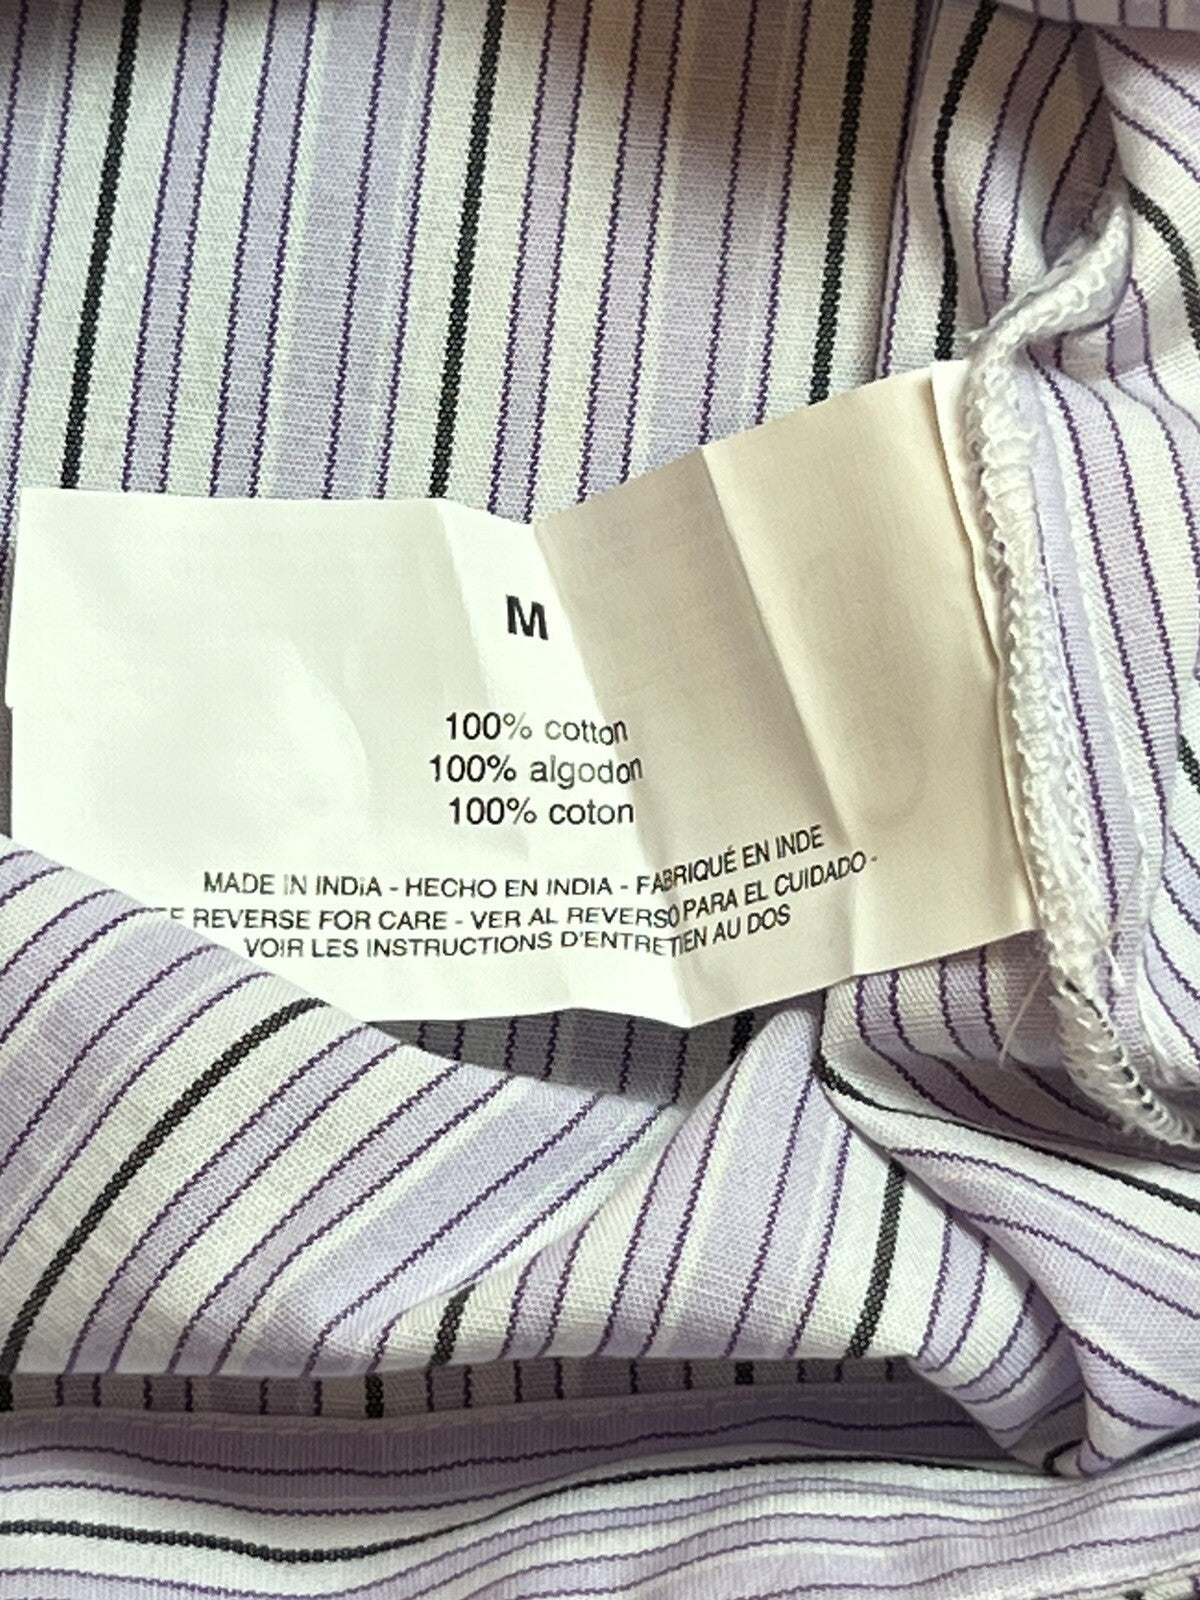 M
100% cotton
100% algodon
100% coton
MADE IN INDIA - HECHO EN INDIA - FABRIQUÉ EN INDE
REVERSE FOR CARE - VER AL REVERSO PARA EL CUIDADO -
VOIR LES INSTRUCTIONS D'ENTRETIEN AU DOS